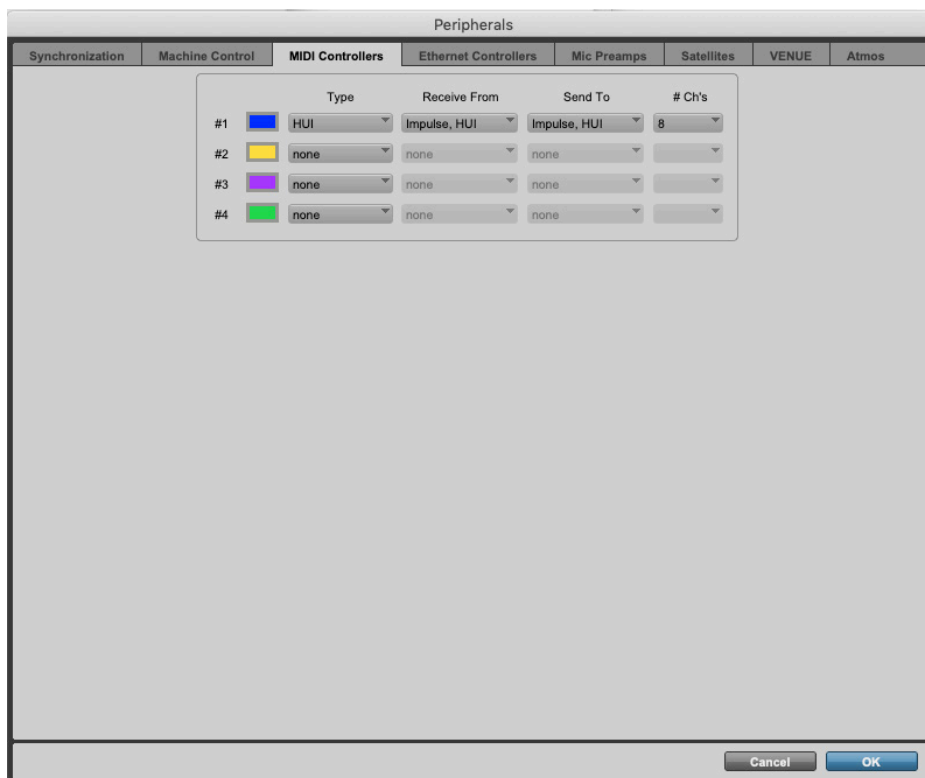 Peripherals
Synchronization Machine Control MIDI Controllers Ethernet Controllers Mic Preamps Satellites VENUE Atmos
Type Receive From Send To # Ch's
#1 HUI Impulse, HUI Impulse, HUI 8
#2 none none none
#3 none none none
#4 none none none
Cancel OK